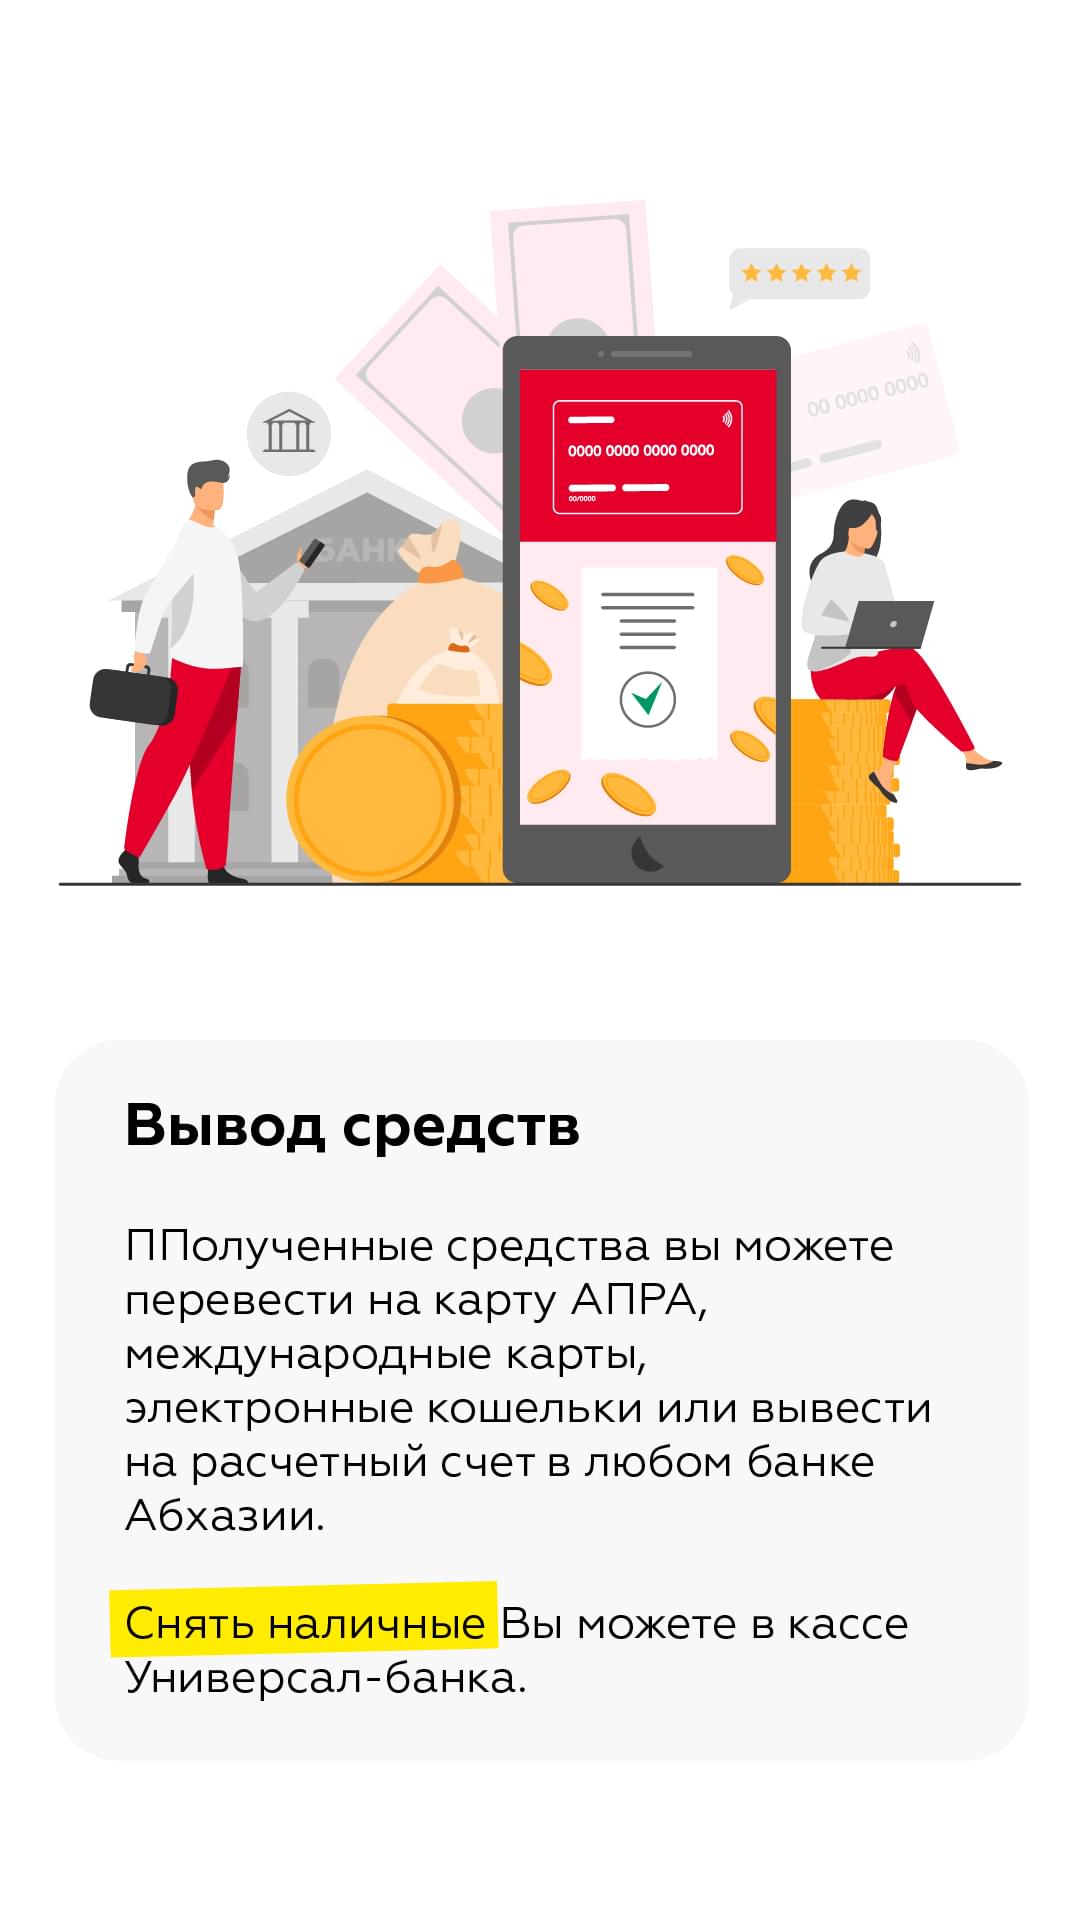 БАНК
00 0000 0000
0000 0000 0000 0000
00/0000
Вывод средств
ППолученные средства вы можете
перевести на карту АПРА,
международные карты,
электронные кошельки или вывести
на расчетный счет в любом банке
Абхазии.
Снять наличные Вы можете в кассе
Универсал-банка.